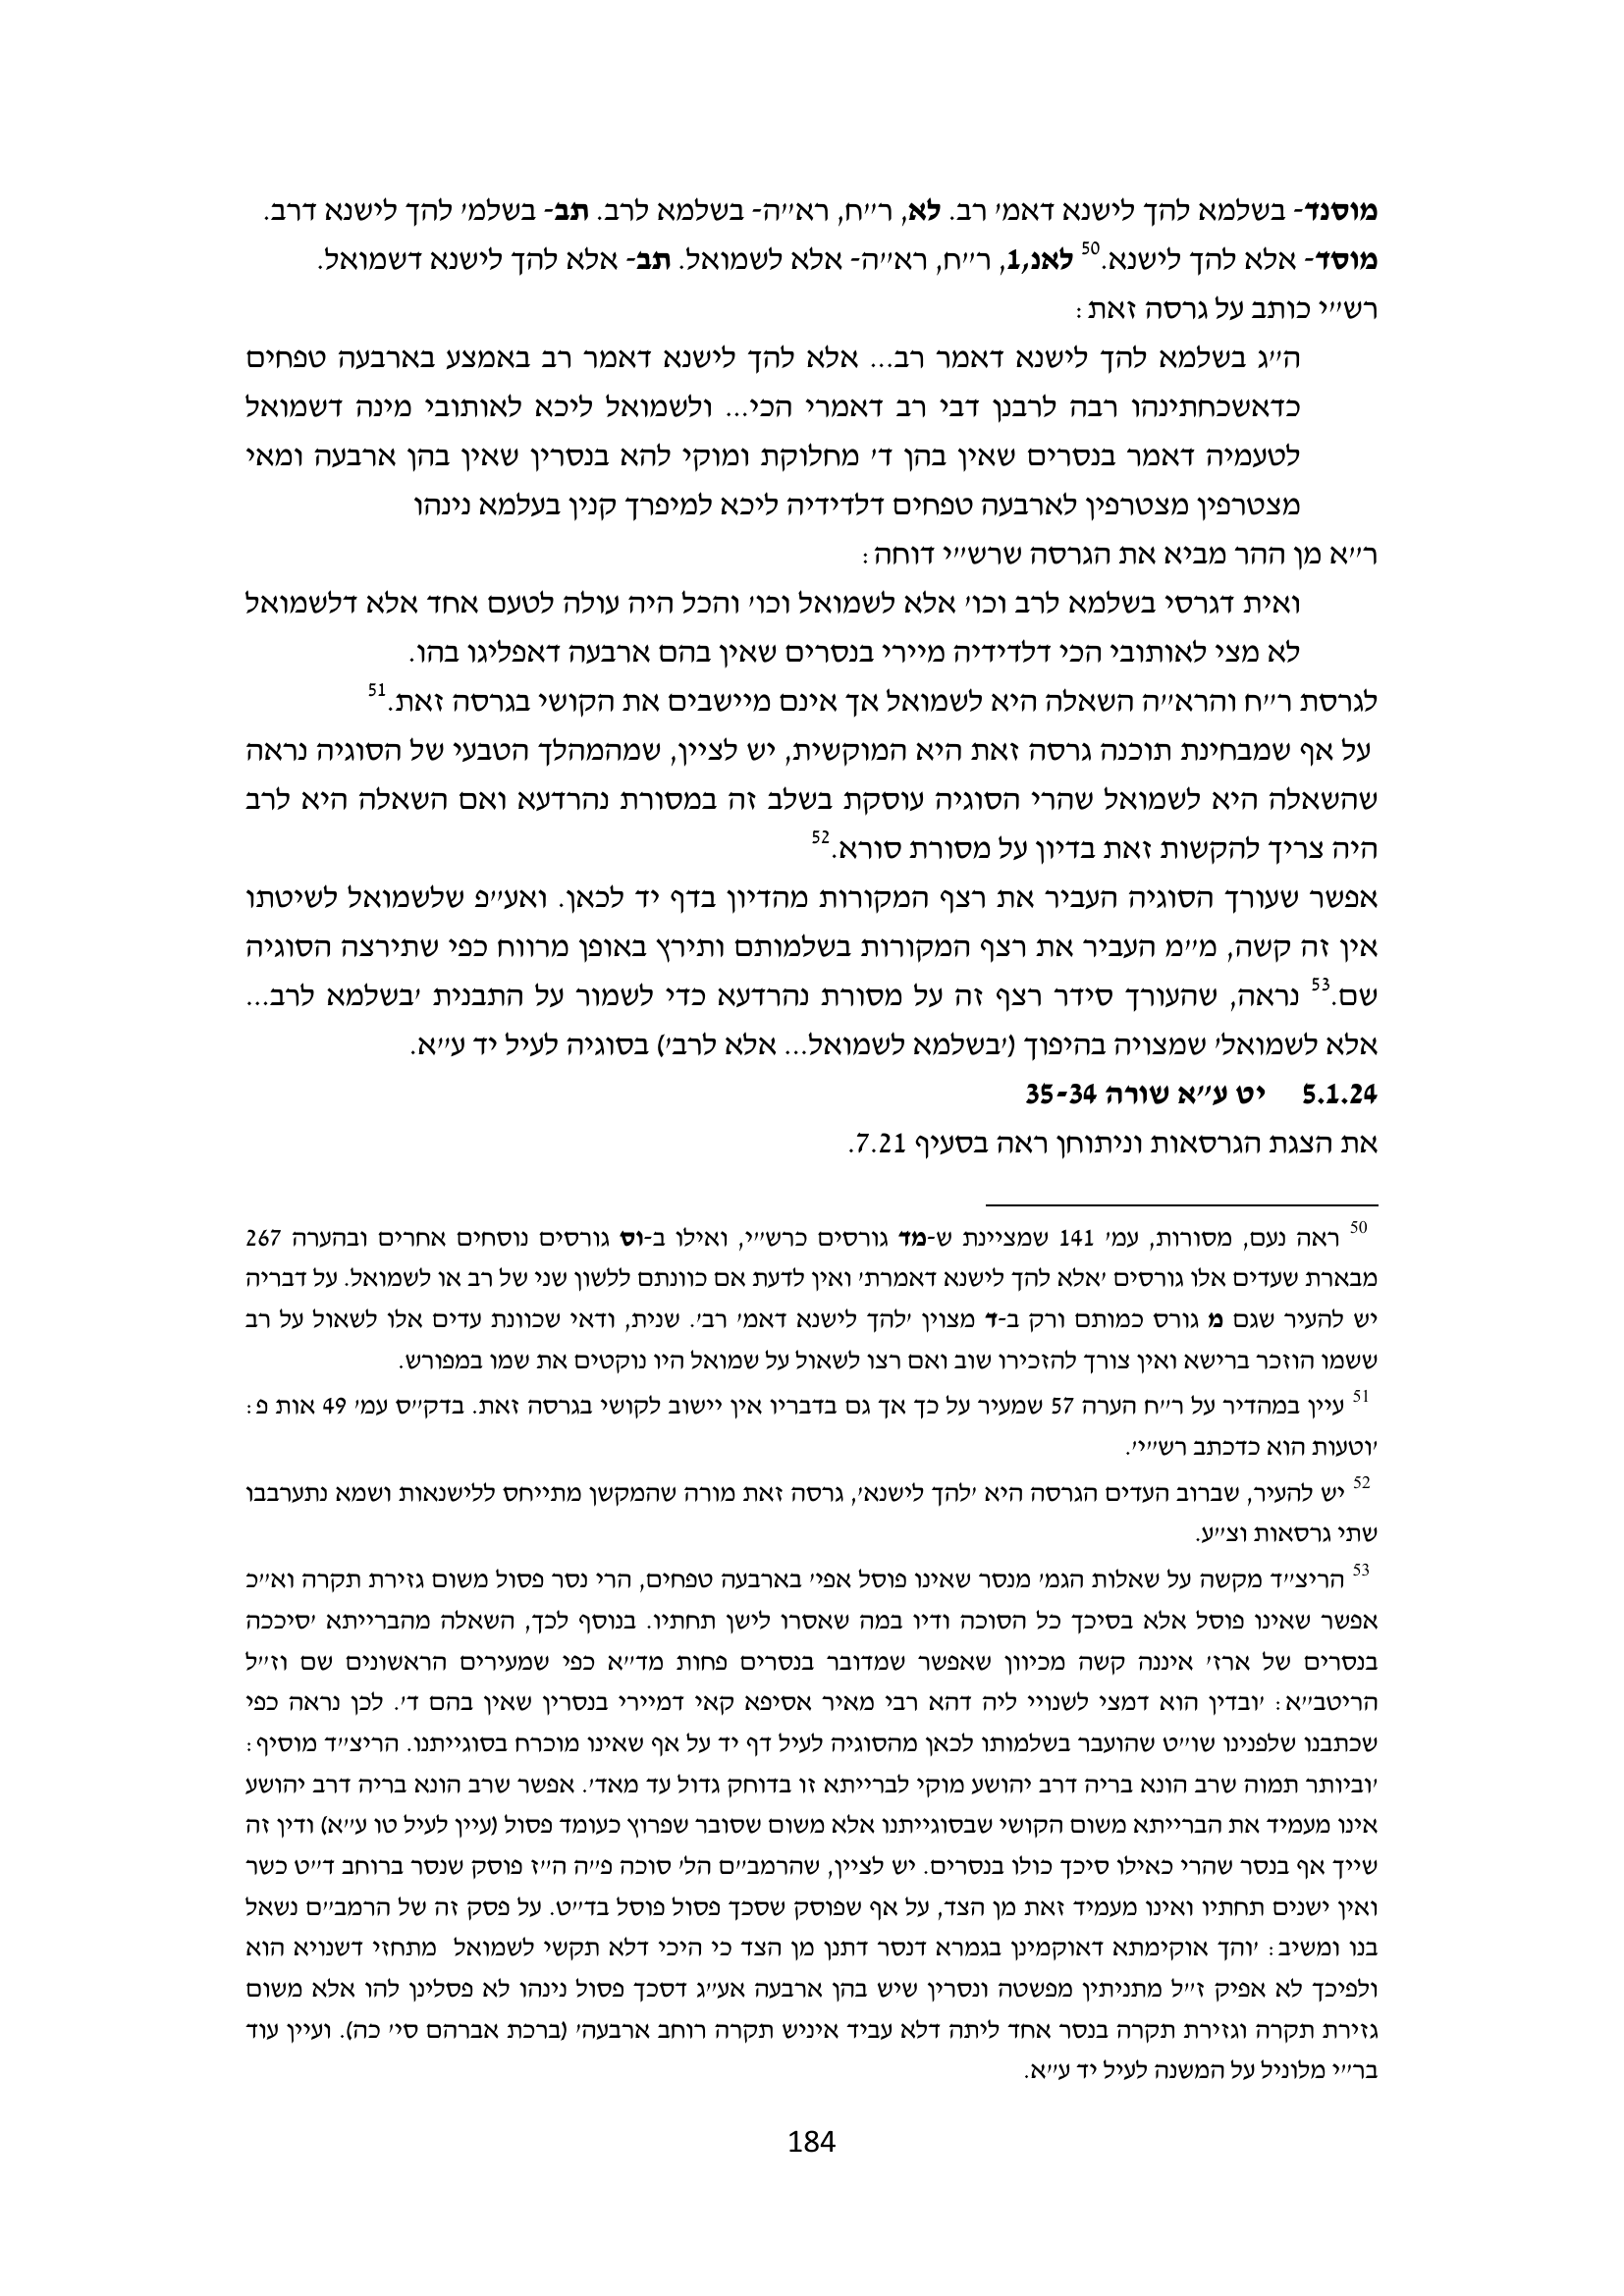 מוסנד- בשלמא להך לישנא דאמ' רב. לא, ר"ח, רא"ה- בשלמא לרב. תב- בשלמ' להך לישנא דרב.
מוסד- אלא להך לישנא.50 לאנ,1, ר"ח, רא"ה- אלא לשמואל. תב- אלא להך לישנא דשמואל.
רש"י כותב על גרסה זאת:
ה"ג בשלמא להך לישנא דאמר רב... אלא להך לישנא דאמר רב באמצע בארבעה טפחים
כדאשכחתינהו רבה לרבנן דבי רב דאמרי הכי... ולשמואל ליכא לאותובי מינה דשמואל
לטעמיה דאמר בנסרים שאין בהן ד' מחלוקת ומוקי להא בנסרין שאין בהן ארבעה ומאי
מצטרפין מצטרפין לארבעה טפחים דלדידיה ליכא למיפרך קנין בעלמא נינהו
ר"א מן ההר מביא את הגרסה שרש"י דוחה:
ואית דגרסי בשלמא לרב וכו' אלא לשמואל וכו' והכל היה עולה לטעם אחד אלא דלשמואל
לא מצי לאותובי הכי דלדידיה מיירי בנסרים שאין בהם ארבעה דאפליגו בהו.
לגרסת ר"ח והרא"ה השאלה היא לשמואל אך אינם מיישבים את הקושי בגרסה זאת.51
על אף שמבחינת תוכנה גרסה זאת היא המוקשית, יש לציין, שמהמהלך הטבעי של הסוגיה נראה
שהשאלה היא לשמואל שהרי הסוגיה עוסקת בשלב זה במסורת נהרדעא ואם השאלה היא לרב
היה צריך להקשות זאת בדיון על מסורת סורא.52
אפשר שעורך הסוגיה העביר את רצף המקורות מהדיון בדף יד לכאן. ואע"פ שלשמואל לשיטתו
אין זה קשה, מ"מ העביר את רצף המקורות בשלמותם ותירץ באופן מרווח כפי שתירצה הסוגיה
שם.53 נראה, שהעורך סידר רצף זה על מסורת נהרדעא כדי לשמור על התבנית 'בשלמא לרב...
אלא לשמואל' שמצויה בהיפוך ('בשלמא לשמואל... אלא לרב') בסוגיה לעיל יד ע"א.
5.1.24 יט ע"א שורה 35-34
את הצגת הגרסאות וניתוחן ראה בסעיף 7.21.
50 ראה נעם, מסורות, עמ' 141 שמציינת ש-מד גורסים כרש"י, ואילו ב-וס גורסים נוסחים אחרים ובהערה 267
מבארת שעדים אלו גורסים 'אלא להך לישנא דאמרת' ואין לדעת אם כוונתם ללשון שני של רב או לשמואל. על דבריה
יש להעיר שגם מ גורס כמותם ורק ב-ד מצוין 'להך לישנא דאמ' רב'. שנית, ודאי שכוונת עדים אלו לשאול על רב
ששמו הוזכר ברישא ואין צורך להזכירו שוב ואם רצו לשאול על שמואל היו נוקטים את שמו במפורש.
51 עיין במהדיר על ר"ח הערה 57 שמעיר על כך אך גם בדבריו אין יישוב לקושי בגרסה זאת. בדק"ס עמ' 49 אות פ:
'וטעות הוא כדכתב רש"י'.
52 יש להעיר, שברוב העדים הגרסה היא 'להך לישנא', גרסה זאת מורה שהמקשן מתייחס ללישנאות ושמא נתערבבו
שתי גרסאות וצ"ע.
53 הריצ"ד מקשה על שאלות הגמ' מנסר שאינו פוסל אפי' בארבעה טפחים, הרי נסר פסול משום גזירת תקרה וא"כ
אפשר שאינו פוסל אלא בסיכך כל הסוכה ודיו במה שאסרו לישן תחתיו. בנוסף לכך, השאלה מהברייתא 'סיככה
בנסרים של ארז' איננה קשה מכיוון שאפשר שמדובר בנסרים פחות מד"א כפי שמעירים הראשונים שם וז"ל
הריטב"א: 'ובדין הוא דמצי לשנויי ליה דהא רבי מאיר אסיפא קאי דמיירי בנסרין שאין בהם ד'. לכן נראה כפי
שכתבנו שלפנינו שו"ט שהועבר בשלמותו לכאן מהסוגיה לעיל דף יד על אף שאינו מוכרח בסוגייתנו. הריצ"ד מוסיף:
'וביותר תמוה שרב הונא בריה דרב יהושע מוקי לברייתא זו בדוחק גדול עד מאד'. אפשר שרב הונא בריה דרב יהושע
אינו מעמיד את הברייתא משום הקושי שבסוגייתנו אלא משום שסובר שפרוץ כעומד פסול (עיין לעיל טו ע"א) ודין זה
שייך אף בנסר שהרי כאילו סיכך כולו בנסרים. יש לציין, שהרמב"ם הל' סוכה פ"ה ה"ז פוסק שנסר ברוחב ד"ט כשר
ואין ישנים תחתיו ואינו מעמיד זאת מן הצד, על אף שפוסק שסכך פסול פוסל בד"ט. על פסק זה של הרמב"ם נשאל
בנו ומשיב: 'והך אוקימתא דאוקמינן בגמרא דנסר דתנן מן הצד כי היכי דלא תקשי לשמואל מתחזי דשנויא הוא
ולפיכך לא אפיק ז"ל מתניתין מפשטה ונסרין שיש בהן ארבעה אע"ג דסכך פסול נינהו לא פסלינן להו אלא משום
גזירת תקרה וגזירת תקרה בנסר אחד ליתה דלא עביד איניש תקרה רוחב ארבעה' (ברכת אברהם סי' כה). ועיין עוד
בר"י מלוניל על המשנה לעיל יד ע"א.
184